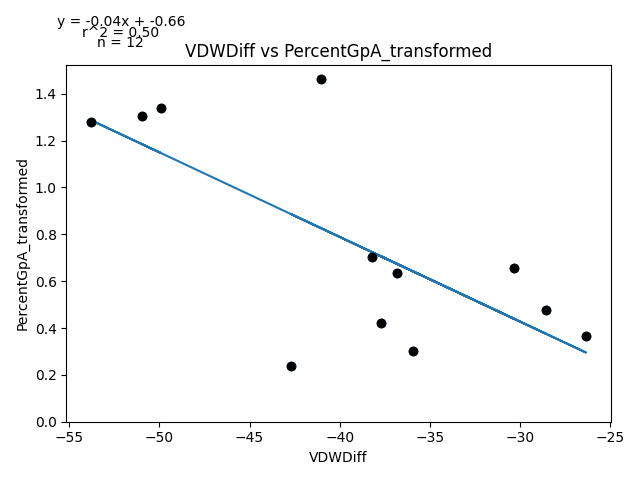 y = -0.04x + -0.66
r^2 = 0.50
n = 12
VDWDiff vs PercentGpA_transformed
PercentGpA_transformed
1.4
1.2
1.0
0.8
0.6
0.4
0.2
0.0
−55 −50 −45 −40 −35 −30 −25
VDWDiff